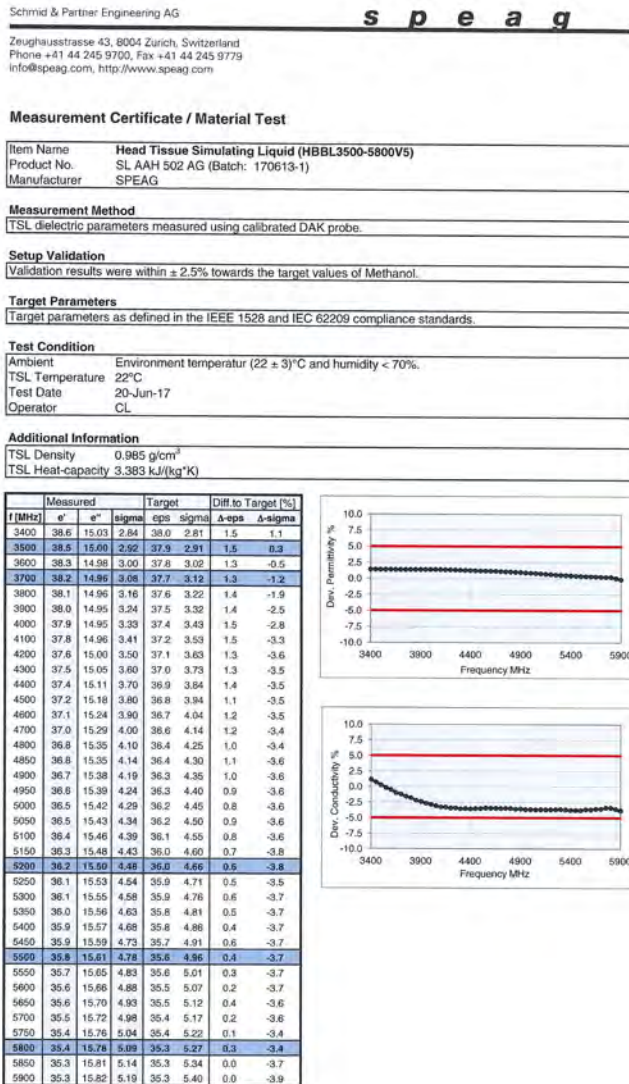 Schmid & Partner Engineering AG
s p e a g
Zeughausstrasse 43, 8004 Zurich, Switzerland
Phone +41 44 245 9700, Fax +41 44 245 9779
info@speag.com, http://www.speag.com
Measurement Certificate / Material Test
Item Name Head Tissue Simulating Liquid (HBBL3500-5800V5)
Product No. SL AAH 502 AG (Batch: 170613-1)
Manufacturer SPEAG
Measurement Method
TSL dielectric parameters measured using calibrated DAK probe.
Setup Validation
Validation results were within ± 2.5% towards the target values of Methanol.
Target Parameters
Target parameters as defined in the IEEE 1528 and IEC 62209 compliance standards.
Test Condition
Ambient Environment temperatur (22 ± 3)°C and humidity < 70%.
TSL Temperature 22°C
Test Date 20-Jun-17
Operator CL
Additional Information
TSL Density 0.985 g/cm³
TSL Heat-capacity 3.383 kJ/(kg*K)
Measured Target Diff.to Target [%]
f [MHz] e' e" sigma eps sigma Δ-eps Δ-sigma
3400 38.6 15.03 2.84 38.0 2.81 1.5 1.1
3500 38.5 15.00 2.92 37.9 2.91 1.5 0.3
3600 38.3 14.98 3.00 37.8 3.02 1.3 -0.5
3700 38.2 14.96 3.08 37.7 3.12 1.3 -1.2
3800 38.1 14.96 3.16 37.6 3.22 1.4 -1.9
3900 38.0 14.95 3.24 37.5 3.32 1.4 -2.5
4000 37.9 14.95 3.33 37.4 3.43 1.5 -2.8
4100 37.8 14.96 3.41 37.2 3.53 1.5 -3.3
4200 37.6 15.00 3.50 37.1 3.63 1.3 -3.6
4300 37.5 15.05 3.60 37.0 3.73 1.3 -3.5
4400 37.4 15.11 3.70 36.9 3.84 1.4 -3.5
4500 37.2 15.18 3.80 36.8 3.94 1.1 -3.5
4600 37.1 15.24 3.90 36.7 4.04 1.2 -3.5
4700 37.0 15.29 4.00 36.6 4.14 1.2 -3.4
4800 36.8 15.35 4.10 36.4 4.25 1.0 -3.4
4850 36.8 15.35 4.14 36.4 4.30 1.1 -3.6
4900 36.7 15.38 4.19 36.3 4.35 1.0 -3.6
4950 36.6 15.39 4.24 36.3 4.40 0.9 -3.6
5000 36.5 15.42 4.29 36.2 4.45 0.8 -3.6
5050 36.5 15.43 4.34 36.2 4.50 0.9 -3.6
5100 36.4 15.46 4.39 36.1 4.55 0.8 -3.6
5150 36.3 15.48 4.43 36.0 4.60 0.7 -3.8
5200 36.2 15.50 4.48 36.0 4.66 0.6 -3.8
5250 36.1 15.53 4.54 35.9 4.71 0.5 -3.5
5300 36.1 15.55 4.58 35.9 4.76 0.6 -3.7
5350 36.0 15.56 4.63 35.8 4.81 0.5 -3.7
5400 35.9 15.57 4.68 35.8 4.86 0.4 -3.7
5450 35.9 15.59 4.73 35.7 4.91 0.6 -3.7
5500 35.8 15.61 4.78 35.6 4.96 0.4 -3.7
5550 35.7 15.65 4.83 35.6 5.01 0.3 -3.7
5600 35.6 15.66 4.88 35.5 5.07 0.2 -3.7
5650 35.6 15.70 4.93 35.5 5.12 0.4 -3.6
5700 35.5 15.72 4.98 35.4 5.17 0.2 -3.6
5750 35.4 15.76 5.04 35.4 5.22 0.1 -3.4
5800 35.4 15.78 5.09 35.3 5.27 0.3 -3.4
5850 35.3 15.81 5.14 35.3 5.34 0.0 -3.7
5900 35.3 15.82 5.19 35.3 5.40 0.0 -3.9
10.0
7.5
5.0
2.5
0.0
-2.5
-5.0
-7.5
-10.0
Dev. Permittivity %
3400 3900 4400 4900 5400 5900
Frequency MHz
10.0
7.5
5.0
2.5
0.0
-2.5
-5.0
-7.5
-10.0
Dev. Conductivity %
3400 3900 4400 4900 5400 5900
Frequency MHz